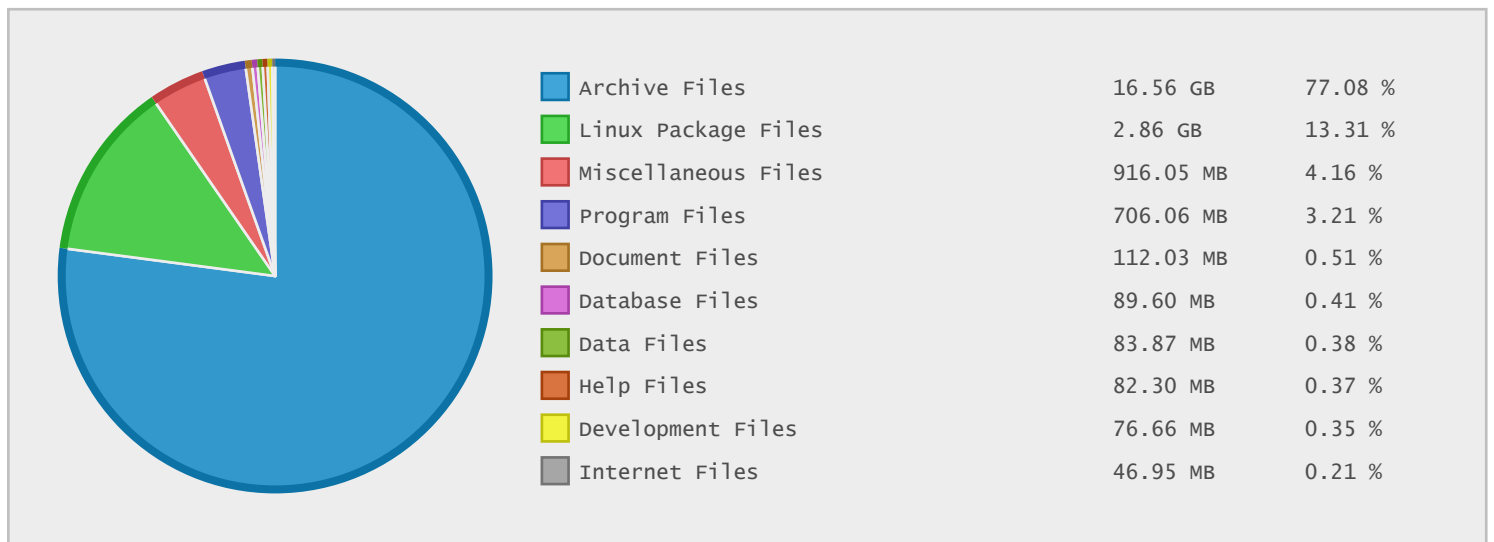 Archive Files 16.56 GB 77.08 %
Linux Package Files 2.86 GB 13.31 %
Miscellaneous Files 916.05 MB 4.16 %
Program Files 706.06 MB 3.21 %
Document Files 112.03 MB 0.51 %
Database Files 89.60 MB 0.41 %
Data Files 83.87 MB 0.38 %
Help Files 82.30 MB 0.37 %
Development Files 76.66 MB 0.35 %
Internet Files 46.95 MB 0.21 %